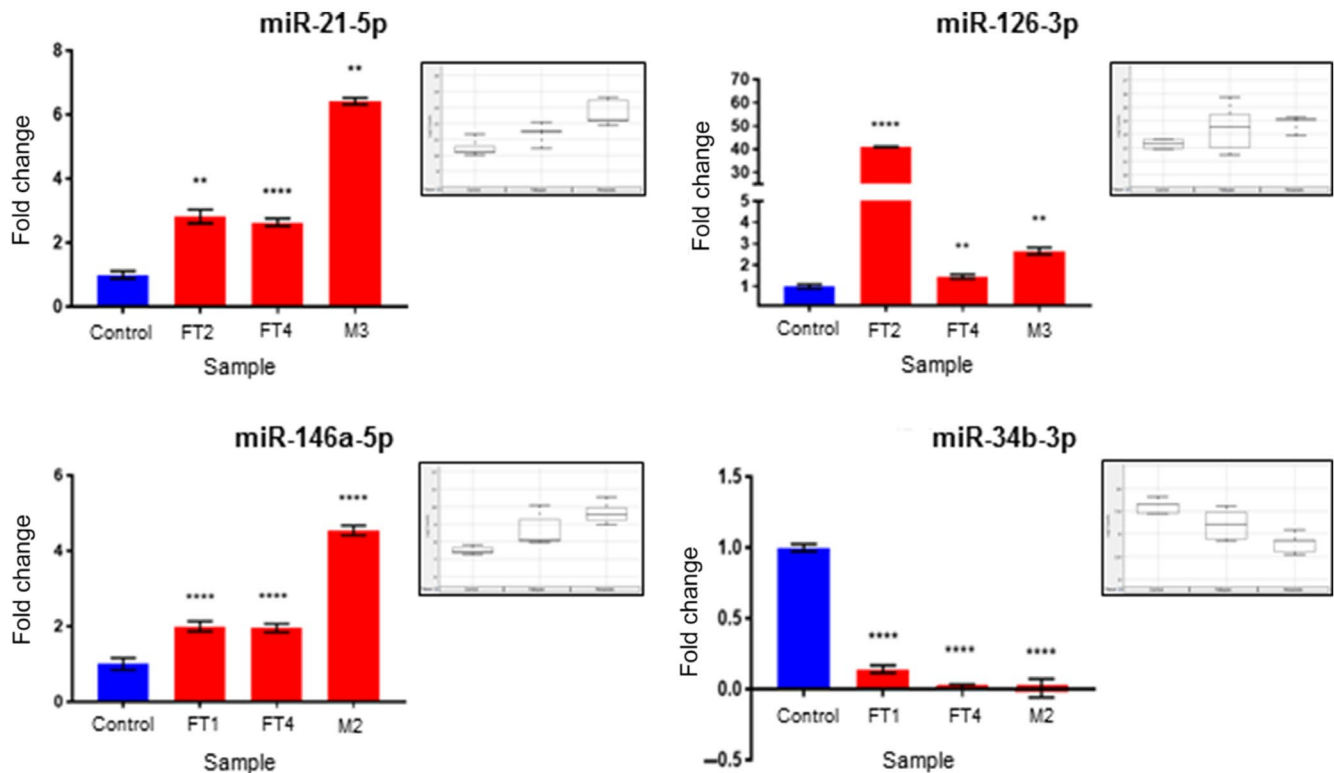 miR-21-5p
8
6
4
2
0
Fold change
**
**
****
Control
FT2
FT4
M3
Sample
miR-126-3p
70
60
50
40
30
5
4
3
2
1
Fold change
****
**
**
Control
FT2
FT4
M3
Sample
miR-146a-5p
6
4
2
0
Fold change
****
****
****
Control
FT1
FT4
M2
Sample
miR-34b-3p
1.5
1.0
0.5
0.0
–0.5
Fold change
****
****
****
Control
FT1
FT4
M2
Sample